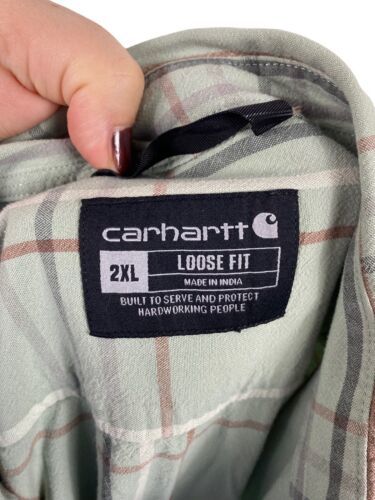 carhartt
2XL LOOSE FIT
MADE IN INDIA
BUILT TO SERVE AND PROTECT
HARDWORKING PEOPLE